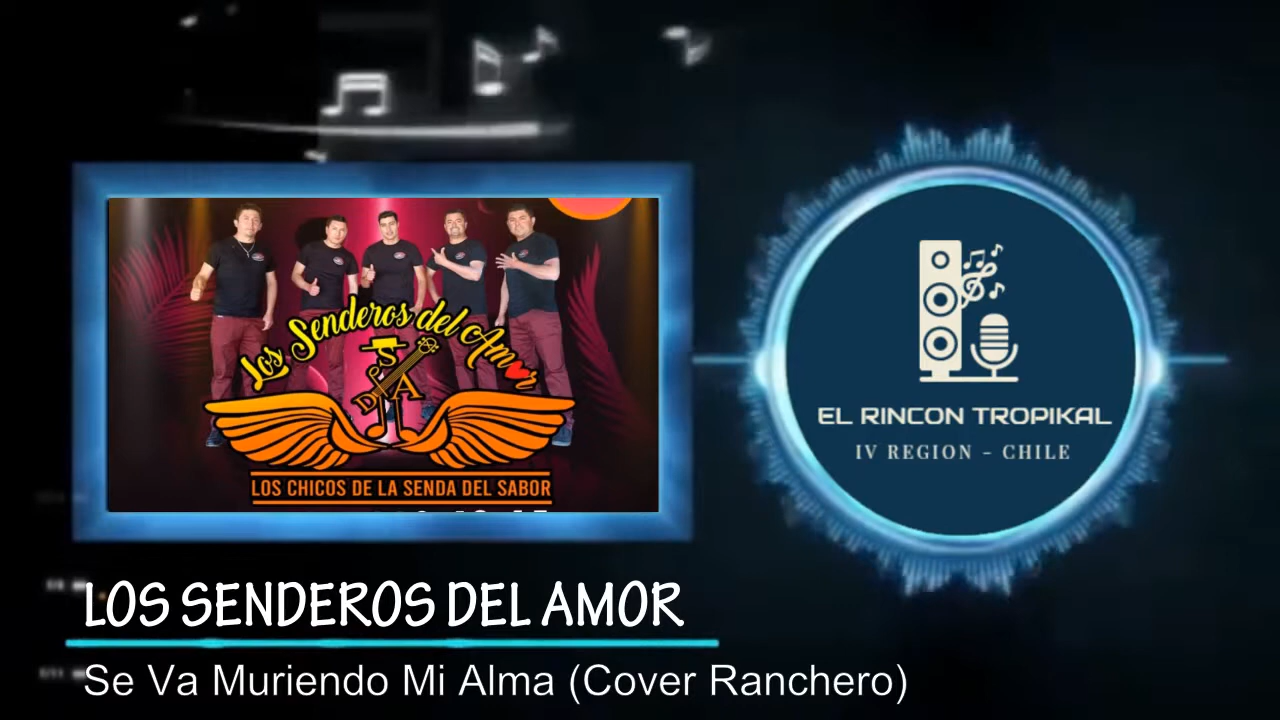 Los Senderos del Amor
D S A
LOS CHICOS DE LA SENDA DEL SABOR
EL RINCON TROPIKAL
IV REGION - CHILE
LOS SENDEROS DEL AMOR
Se Va Muriendo Mi Alma (Cover Ranchero)